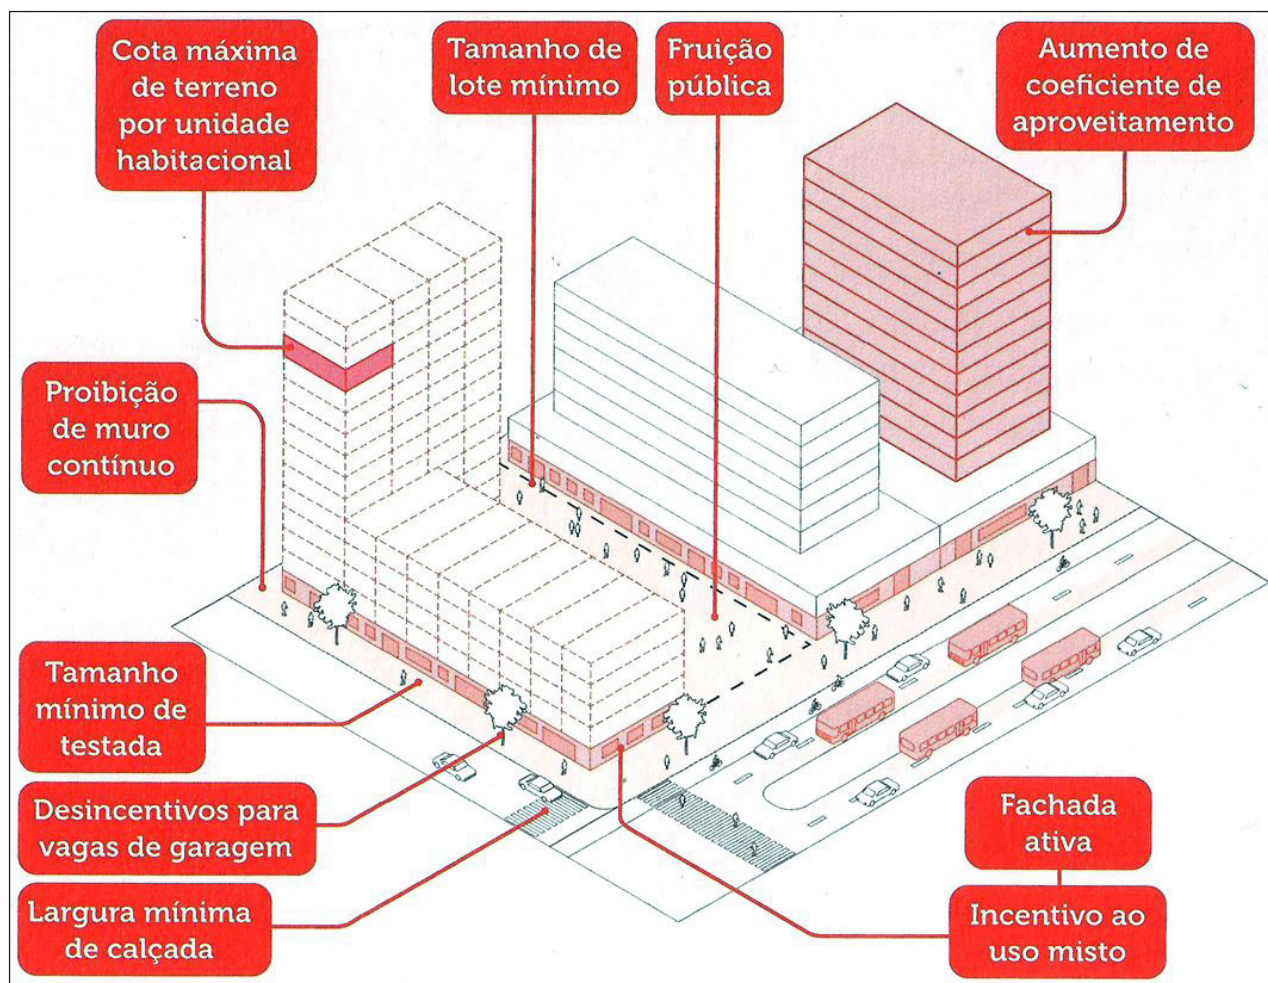 Cota máxima
de terreno
por unidade
habitacional
Tamanho de
lote mínimo
Fruição
pública
Aumento de
coeficiente de
aproveitamento
Proibição
de muro
contínuo
Tamanho
mínimo de
testada
Desincentivos para
vagas de garagem
Largura mínima
de calçada
Fachada
ativa
Incentivo ao
uso misto